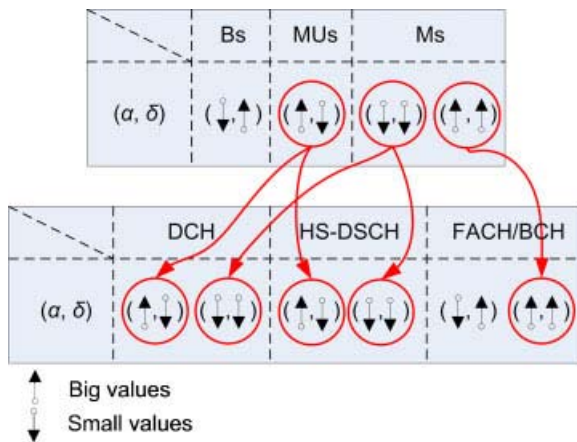 Bs MUs Ms
(α, δ) ( , ) ( , ) ( , ) ( , )
DCH HS-DSCH FACH/BCH
(α, δ) ( , ) ( , ) ( , ) ( , ) ( , ) ( , )
Big values
Small values